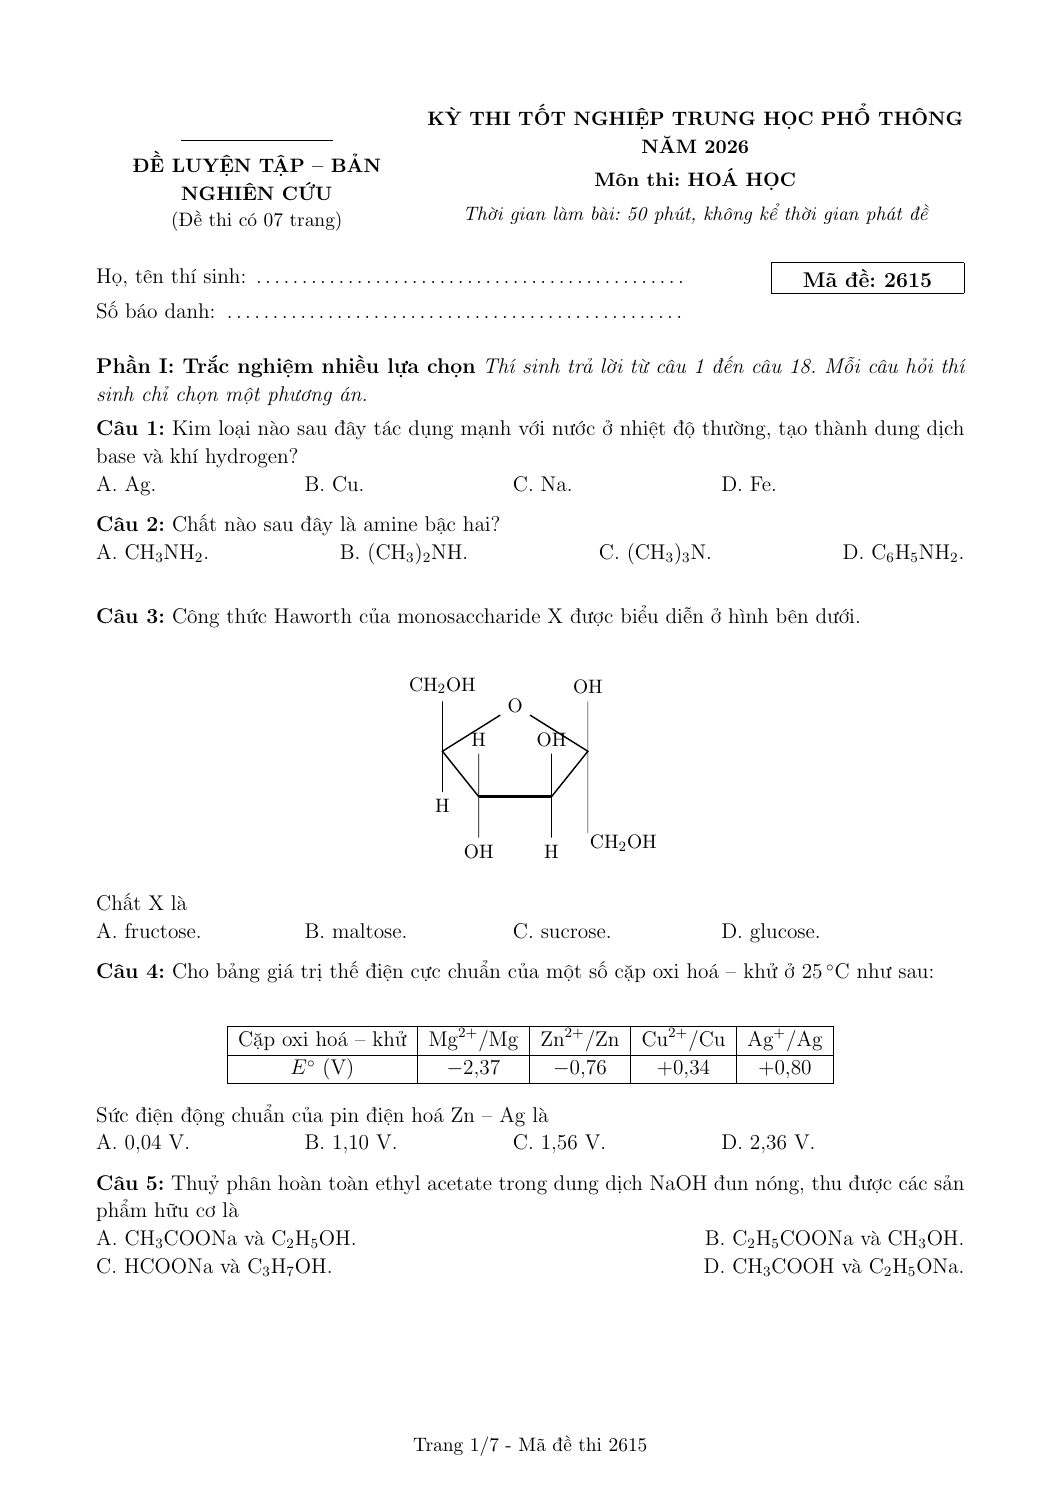 KỲ THI TỐT NGHIỆP TRUNG HỌC PHỔ THÔNG
NĂM 2026
Môn thi: HOÁ HỌC
Thời gian làm bài: 50 phút, không kể thời gian phát đề
ĐỀ LUYỆN TẬP – BẢN
NGHIÊN CỨU
(Đề thi có 07 trang)
Họ, tên thí sinh: ...............................................
Mã đề: 2615
Số báo danh: ..................................................
Phần I: Trắc nghiệm nhiều lựa chọn Thí sinh trả lời từ câu 1 đến câu 18. Mỗi câu hỏi thí
sinh chỉ chọn một phương án.
Câu 1: Kim loại nào sau đây tác dụng mạnh với nước ở nhiệt độ thường, tạo thành dung dịch
base và khí hydrogen?
A. Ag. B. Cu. C. Na. D. Fe.
Câu 2: Chất nào sau đây là amine bậc hai?
A. CH₃NH₂. B. (CH₃)₂NH. C. (CH₃)₃N. D. C₆H₅NH₂.
Câu 3: Công thức Haworth của monosaccharide X được biểu diễn ở hình bên dưới.
CH₂OH OH
O
H OH
H
CH₂OH
OH H
Chất X là
A. fructose. B. maltose. C. sucrose. D. glucose.
Câu 4: Cho bảng giá trị thế điện cực chuẩn của một số cặp oxi hoá – khử ở 25 °C như sau:
Cặp oxi hoá – khử Mg²⁺/Mg Zn²⁺/Zn Cu²⁺/Cu Ag⁺/Ag
E° (V) −2,37 −0,76 +0,34 +0,80
Sức điện động chuẩn của pin điện hoá Zn – Ag là
A. 0,04 V. B. 1,10 V. C. 1,56 V. D. 2,36 V.
Câu 5: Thuỷ phân hoàn toàn ethyl acetate trong dung dịch NaOH đun nóng, thu được các sản
phẩm hữu cơ là
A. CH₃COONa và C₂H₅OH. B. C₂H₅COONa và CH₃OH.
C. HCOONa và C₃H₇OH. D. CH₃COOH và C₂H₅ONa.
Trang 1/7 - Mã đề thi 2615